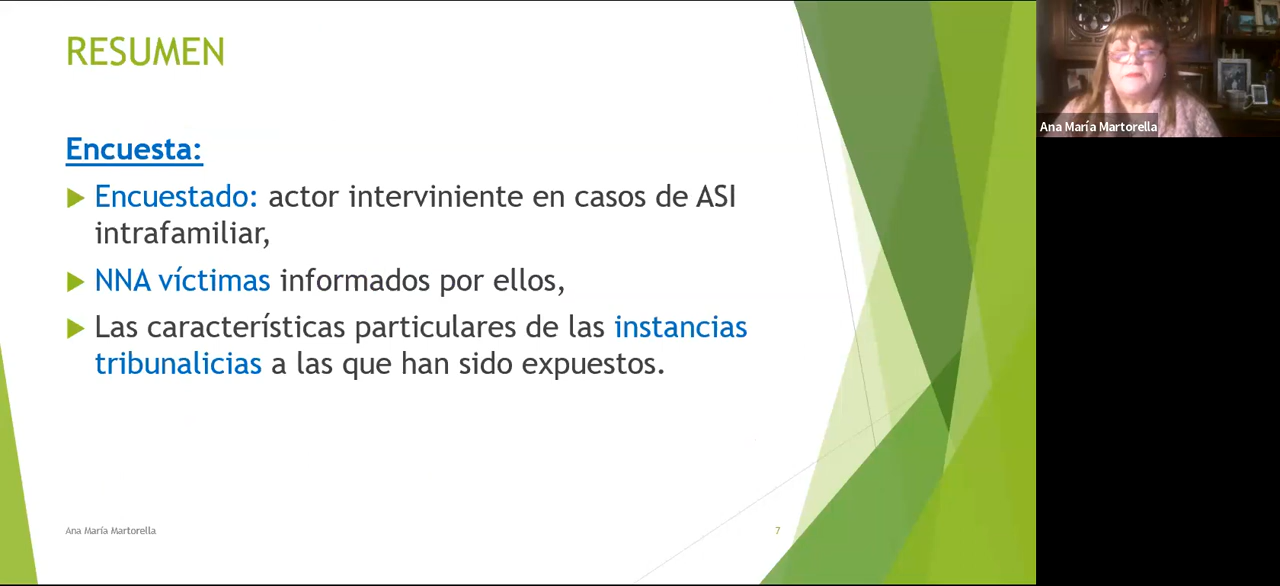 RESUMEN
Encuesta:
Encuestado: actor interviniente en casos de ASI
intrafamiliar,
NNA víctimas informados por ellos,
Las características particulares de las instancias
tribunalicias a las que han sido expuestos.
Ana María Martorella
7
Ana María Martorella